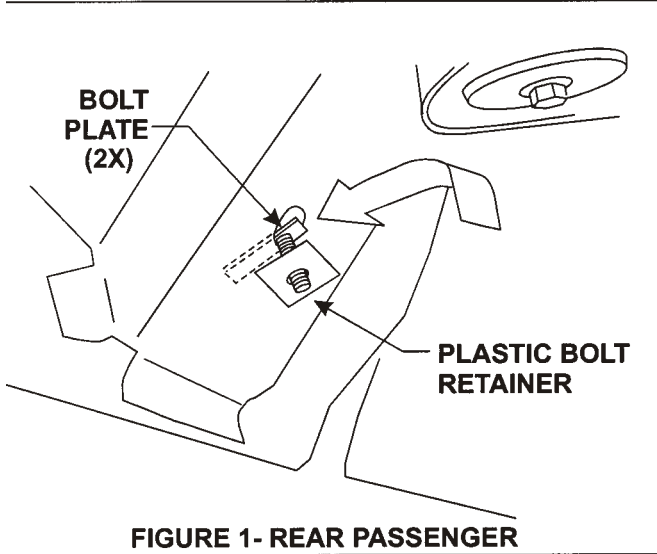 BOLT
PLATE
(2X)
PLASTIC BOLT
RETAINER
FIGURE 1- REAR PASSENGER